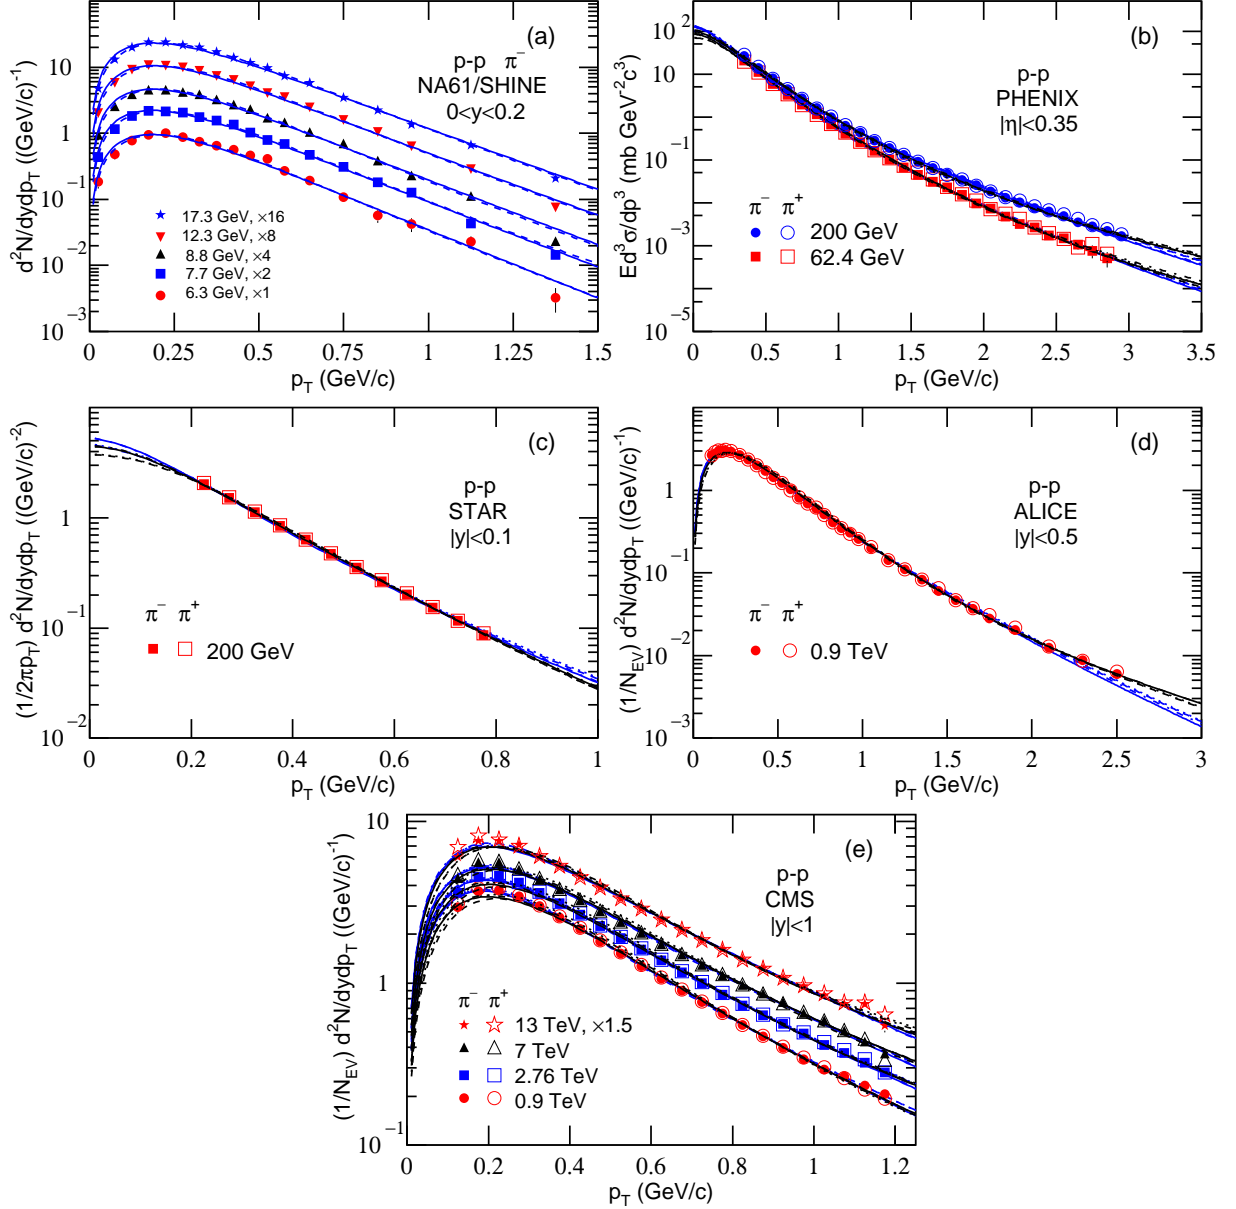 (a)
p-p π⁻
NA61/SHINE
0<y<0.2
d²N/dydp_T ((GeV/c)⁻¹)
10
1
10⁻¹
10⁻²
10⁻³
17.3 GeV, ×16
12.3 GeV, ×8
8.8 GeV, ×4
7.7 GeV, ×2
6.3 GeV, ×1
0 0.25 0.5 0.75 1 1.25 1.5
p_T (GeV/c)
(b)
p-p
PHENIX
|η|<0.35
Ed³σ/dp³ (mb GeV⁻²c³)
10²
10
10⁻¹
10⁻³
10⁻⁵
π⁻ π⁺
200 GeV
62.4 GeV
0 0.5 1 1.5 2 2.5 3 3.5
p_T (GeV/c)
(c)
p-p
STAR
|y|<0.1
(1/2πp_T) d²N/dydp_T ((GeV/c)⁻²)
1
10⁻¹
10⁻²
π⁻ π⁺
200 GeV
0 0.2 0.4 0.6 0.8 1
p_T (GeV/c)
(d)
p-p
ALICE
|y|<0.5
(1/N_EV) d²N/dydp_T ((GeV/c)⁻¹)
1
10⁻¹
10⁻²
10⁻³
π⁻ π⁺
0.9 TeV
0 0.5 1 1.5 2 2.5 3
p_T (GeV/c)
(e)
p-p
CMS
|y|<1
(1/N_EV) d²N/dydp_T ((GeV/c)⁻¹)
10
1
10⁻¹
π⁻ π⁺
13 TeV, ×1.5
7 TeV
2.76 TeV
0.9 TeV
0 0.2 0.4 0.6 0.8 1 1.2
p_T (GeV/c)